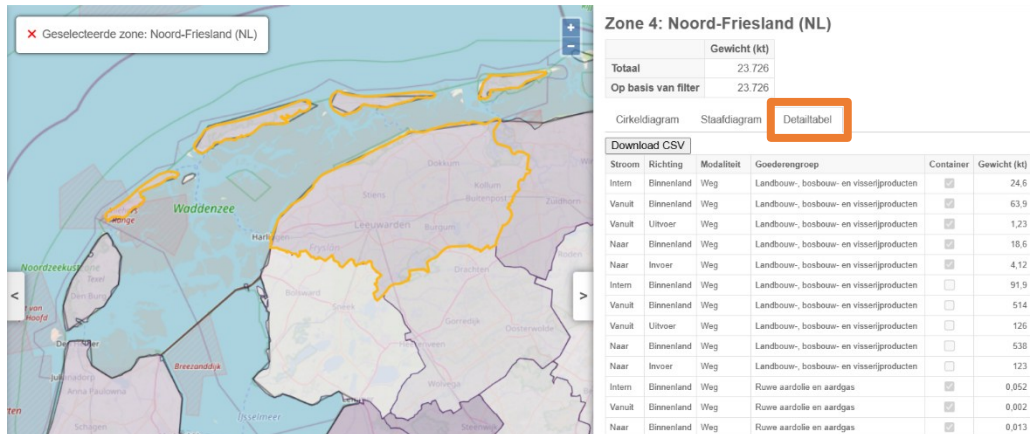 Geselecteerde zone: Noord-Friesland (NL)
+
−
Dokkum
Kollum
Buitenpost
Zuidhorn
Stiens
Waddenzee
Leeuwarden
Burgum
Fryslân
Roden
Noordzeekust
Texel
Den Burg
Drachten
Bolsward
Sneek
Gorredijk
Oosterwolde
Breezanddijk
Julianadorp
Anna Paulowna
Wolvega
IJsselmeer
Schagen
Steenwijk
<
>
Zone 4: Noord-Friesland (NL)
Gewicht (kt)
Totaal 23.726
Op basis van filter 23.726
Cirkeldiagram Staafdiagram Detailtabel
Download CSV
Stroom Richting Modaliteit Goederengroep Container Gewicht (kt)
Intern Binnenland Weg Landbouw-, bosbouw- en visserijproducten 24,6
Vanuit Binnenland Weg Landbouw-, bosbouw- en visserijproducten 63,9
Vanuit Uitvoer Weg Landbouw-, bosbouw- en visserijproducten 1,23
Naar Binnenland Weg Landbouw-, bosbouw- en visserijproducten 18,6
Naar Invoer Weg Landbouw-, bosbouw- en visserijproducten 4,12
Intern Binnenland Weg Landbouw-, bosbouw- en visserijproducten 91,9
Vanuit Binnenland Weg Landbouw-, bosbouw- en visserijproducten 514
Vanuit Uitvoer Weg Landbouw-, bosbouw- en visserijproducten 126
Naar Binnenland Weg Landbouw-, bosbouw- en visserijproducten 538
Naar Invoer Weg Landbouw-, bosbouw- en visserijproducten 123
Intern Binnenland Weg Ruwe aardolie en aardgas 0,052
Vanuit Binnenland Weg Ruwe aardolie en aardgas 0,002
Naar Binnenland Weg Ruwe aardolie en aardgas 0,013